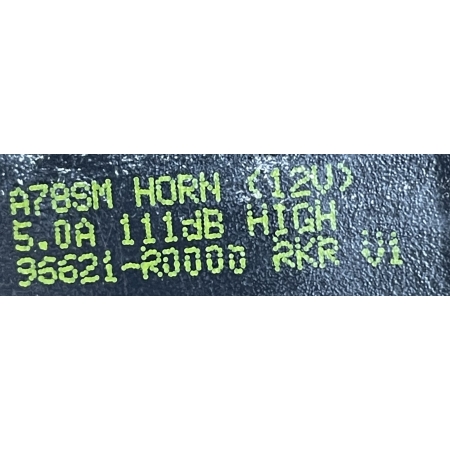 A78SM HORN (12V)
5.0A 111dB HIGH
96621-R0000 RKR V1